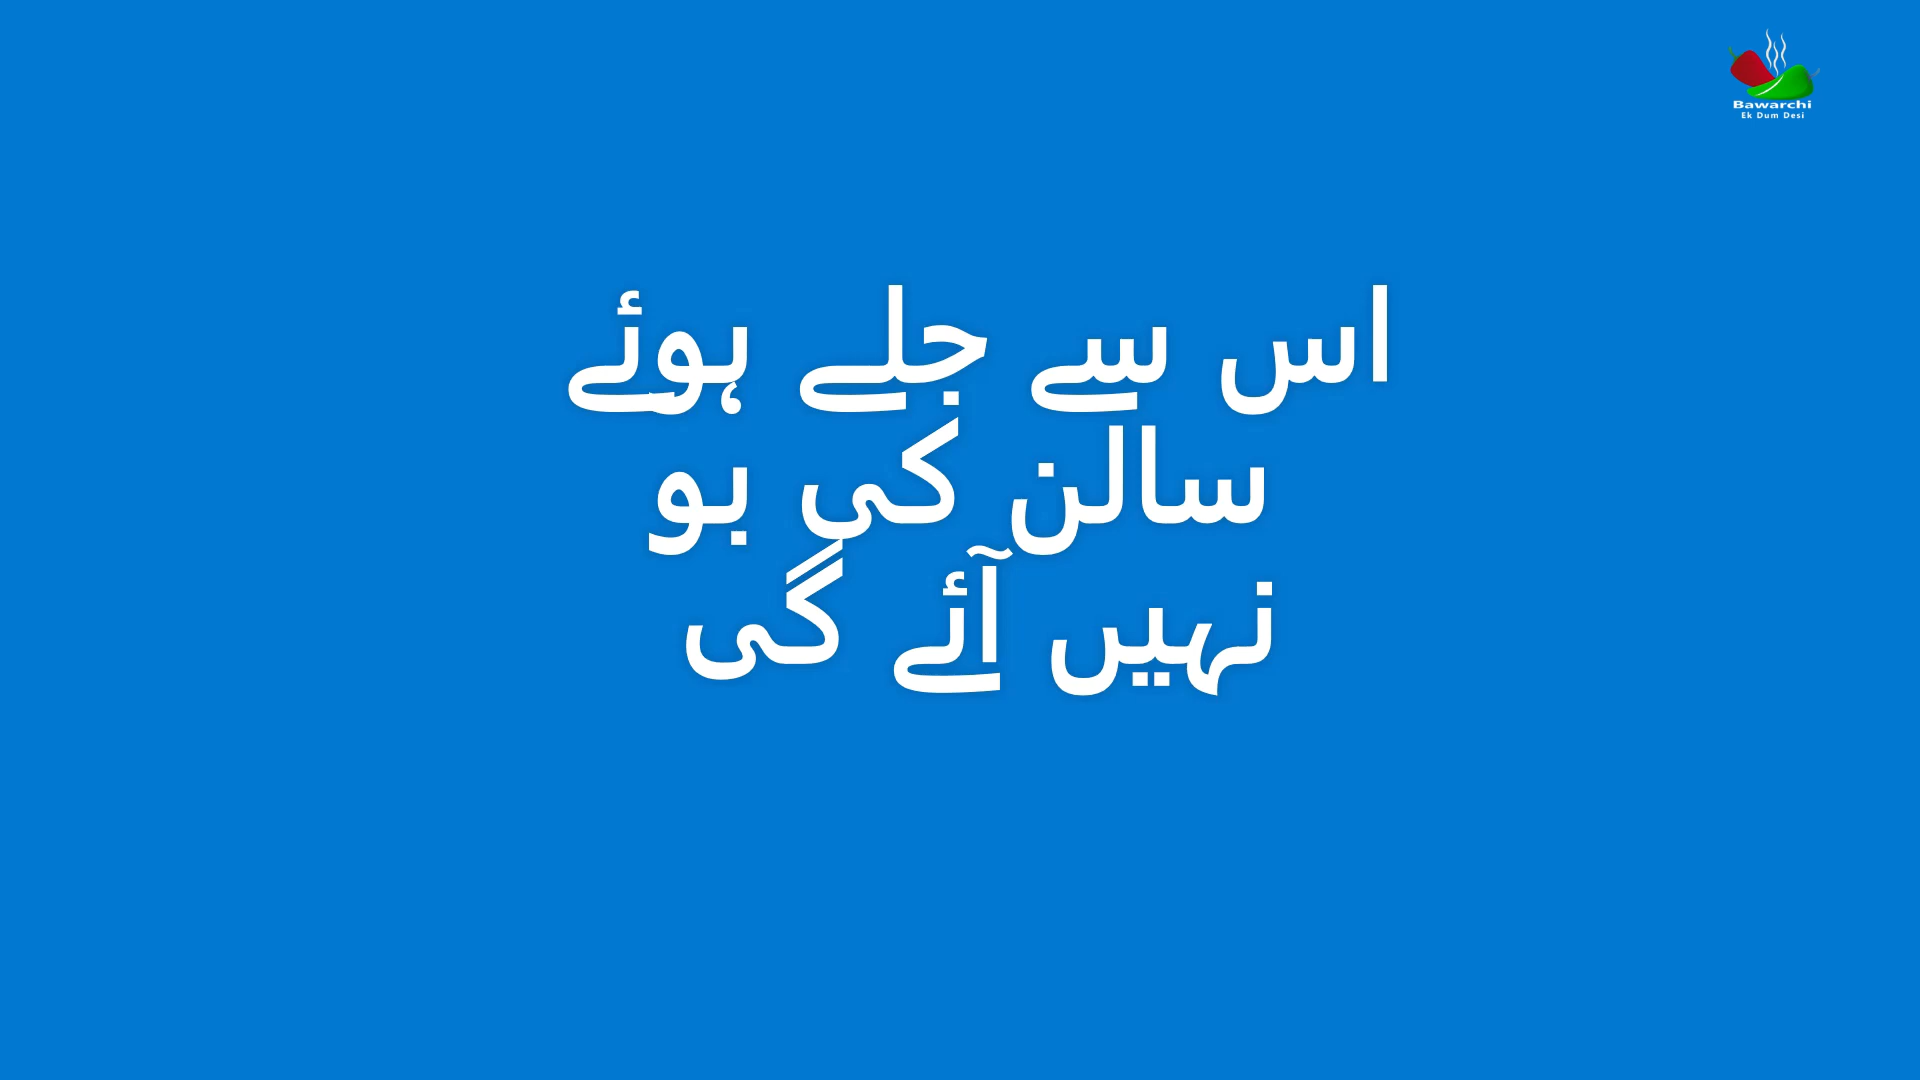 Bawarchi
Ek Dum Desi
اس سے جلے ہوئے
سالن کی بو
نہیں آئے گی